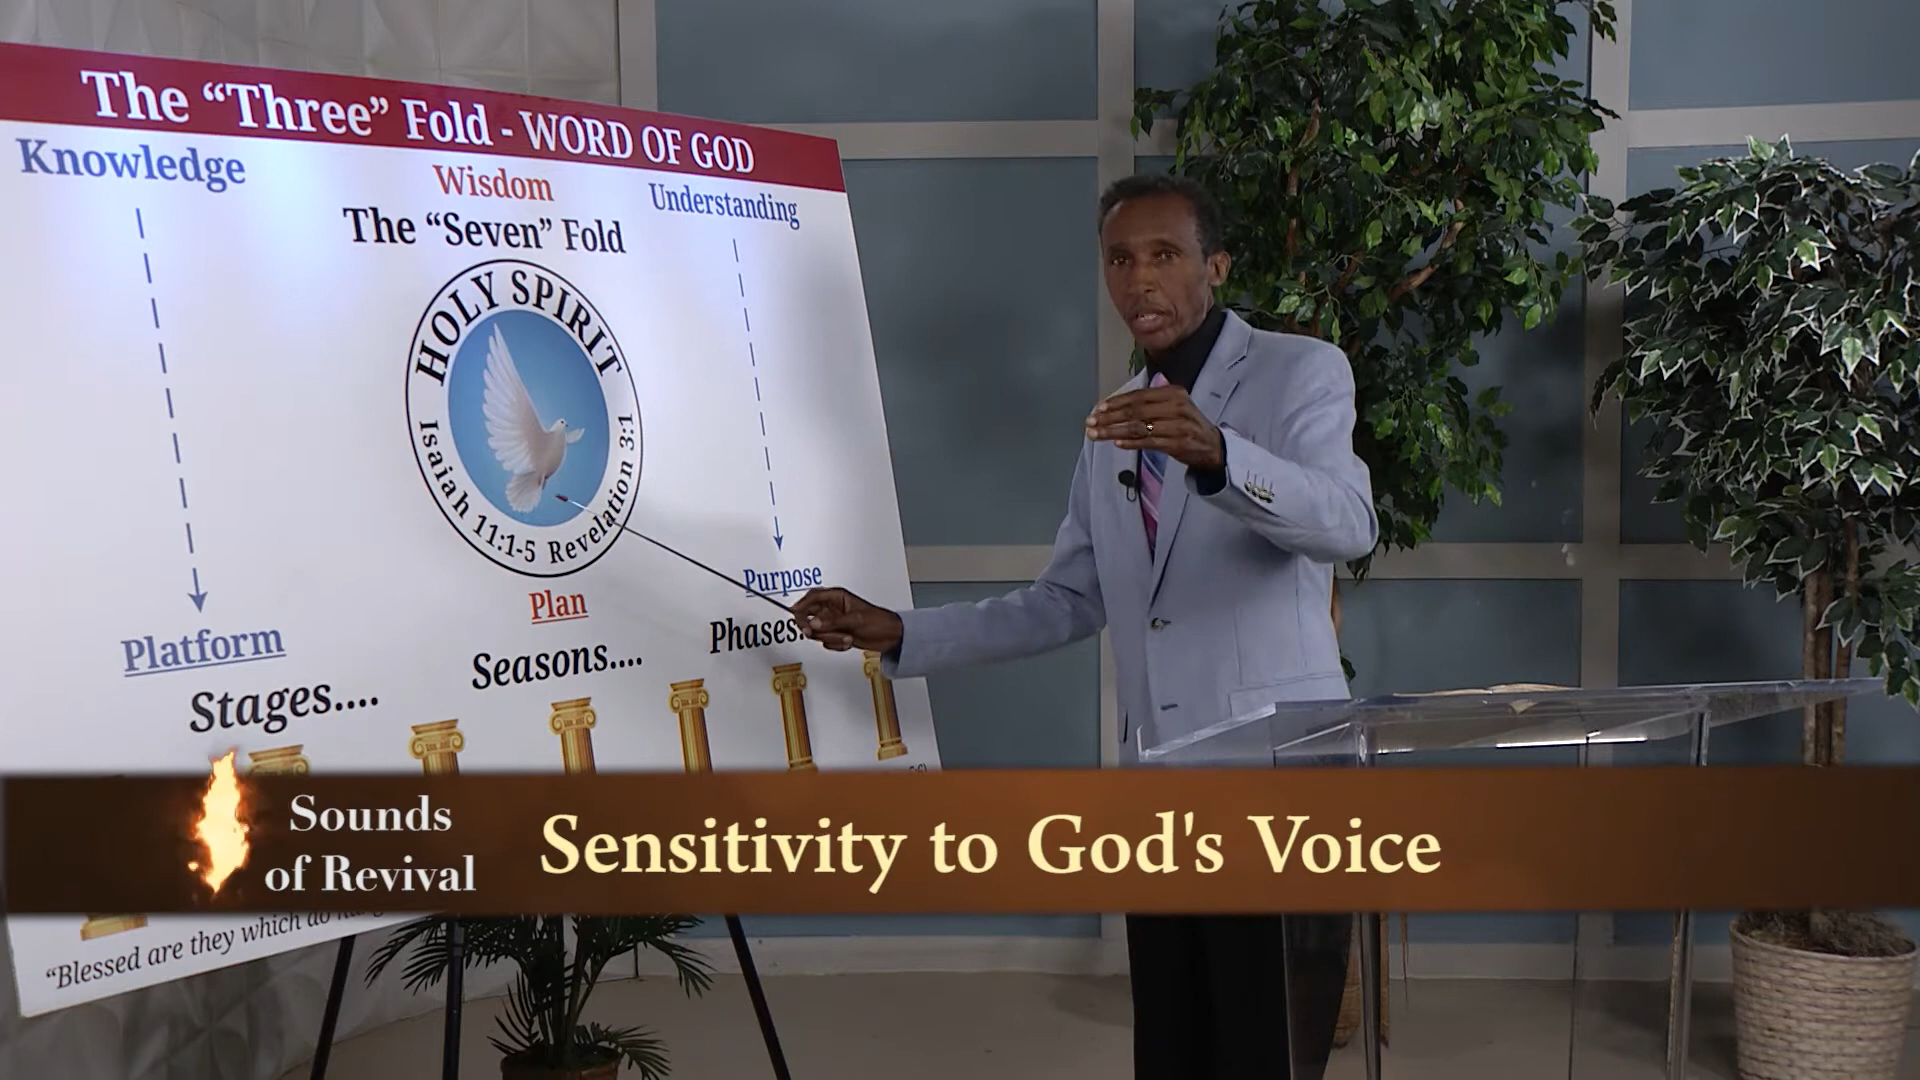 The “Three” Fold - WORD OF GOD
Knowledge
Wisdom
Understanding
The “Seven” Fold
HOLY SPIRIT
Isaiah 11:1-5 Revelation 3:1
Purpose
Plan
Platform
Phases..
Seasons....
Stages....
Sounds
of Revival
Sensitivity to God's Voice
“Blessed are they which do